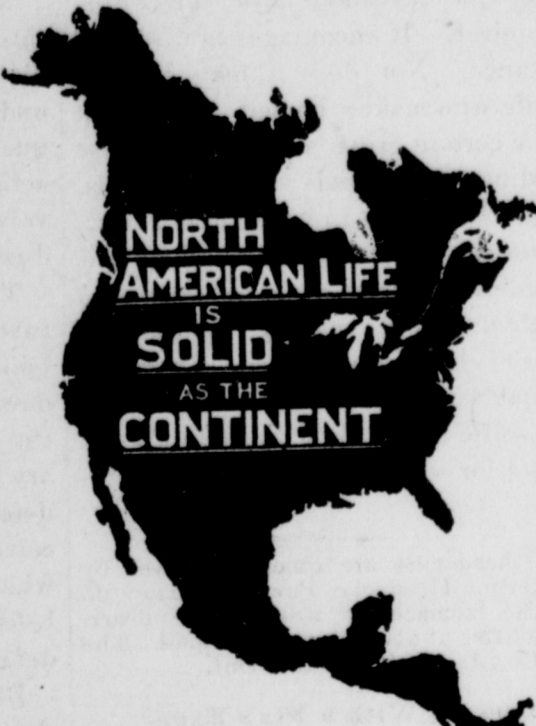 NORTH
AMERICAN LIFE
IS
SOLID
AS THE
CONTINENT